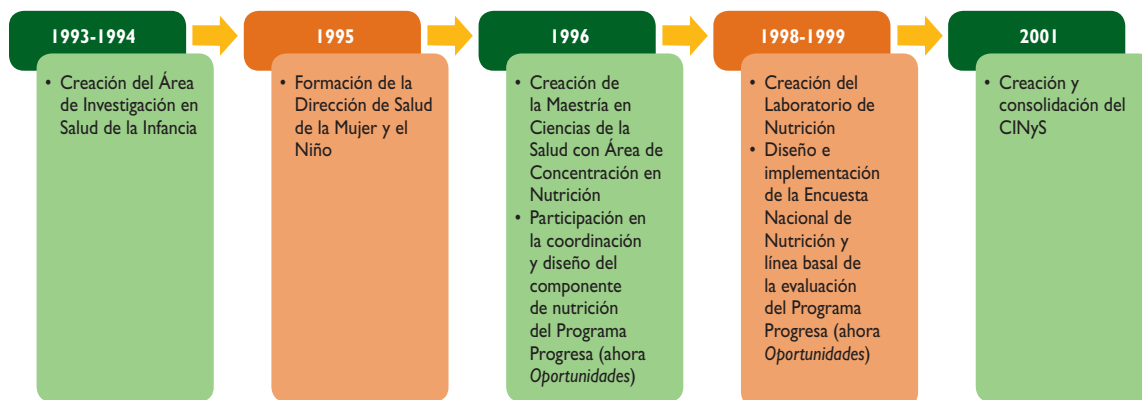 1993-1994
• Creación del Área
de Investigación en
Salud de la Infancia
1995
• Formación de la
Dirección de Salud
de la Mujer y el
Niño
1996
• Creación de
la Maestría en
Ciencias de la
Salud con Área de
Concentración en
Nutrición
• Participación en
la coordinación
y diseño del
componente
de nutrición
del Programa
Progresa (ahora
Oportunidades)
1998-1999
• Creación del
Laboratorio de
Nutrición
• Diseño e
implementación
de la Encuesta
Nacional de
Nutrición y
línea basal de
la evaluación
del Programa
Progresa (ahora
Oportunidades)
2001
• Creación y
consolidación del
CINyS